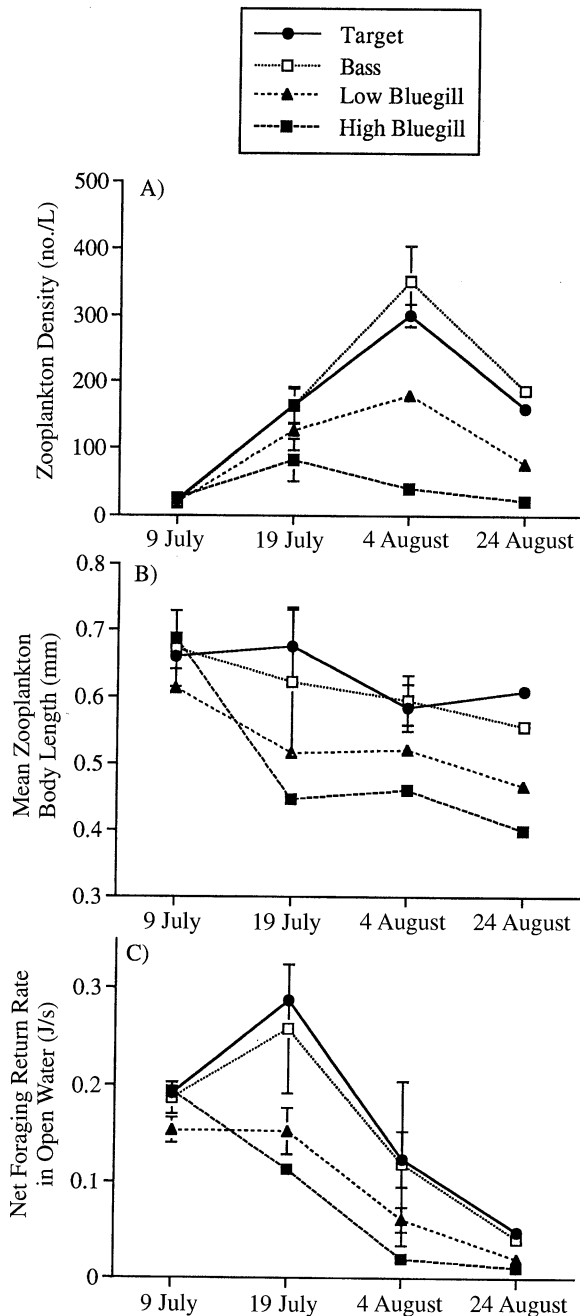 Target
Bass
Low Bluegill
High Bluegill
A)
Zooplankton Density (no./L)
500
400
300
200
100
0
9 July 19 July 4 August 24 August
B)
Mean Zooplankton
Body Length (mm)
0.8
0.7
0.6
0.5
0.4
0.3
9 July 19 July 4 August 24 August
C)
Net Foraging Return Rate
in Open Water (J/s)
0.3
0.2
0.1
0
9 July 19 July 4 August 24 August